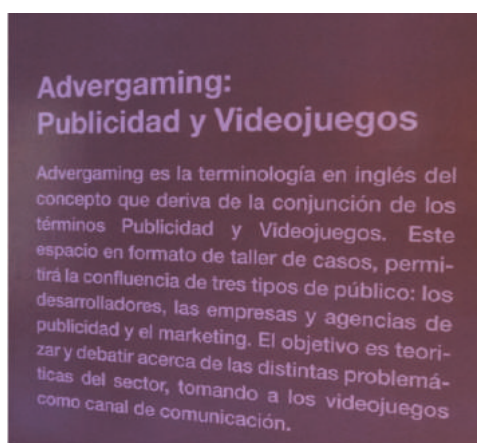 Advergaming:
Publicidad y Videojuegos
Advergaming es la terminología en inglés del
concepto que deriva de la conjunción de los
términos Publicidad y Videojuegos. Este
espacio en formato de taller de casos, permi-
tirá la confluencia de tres tipos de público: los
desarrolladores, las empresas y agencias de
publicidad y el marketing. El objetivo es teori-
zar y debatir acerca de las distintas problemá-
ticas del sector, tomando a los videojuegos
como canal de comunicación.